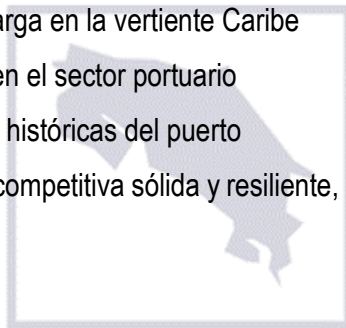 arga en la vertiente Caribe
en el sector portuario
históricas del puerto
competitiva sólida y resiliente,